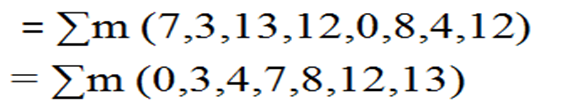 = ∑m (7,3,13,12,0,8,4,12)
= ∑m (0,3,4,7,8,12,13)